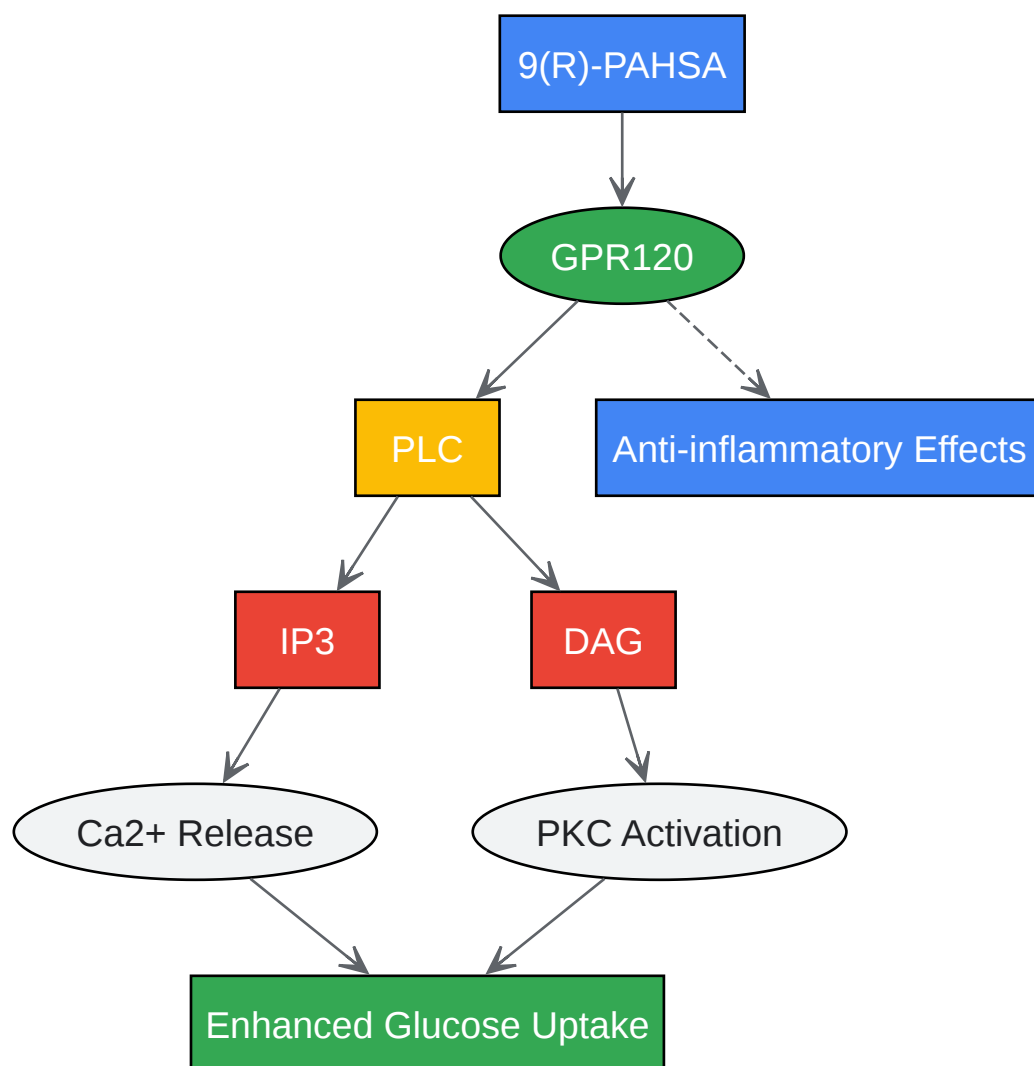 9(R)-PAHSA
GPR120
PLC
Anti-inflammatory Effects
IP3
DAG
Ca2+ Release
PKC Activation
Enhanced Glucose Uptake